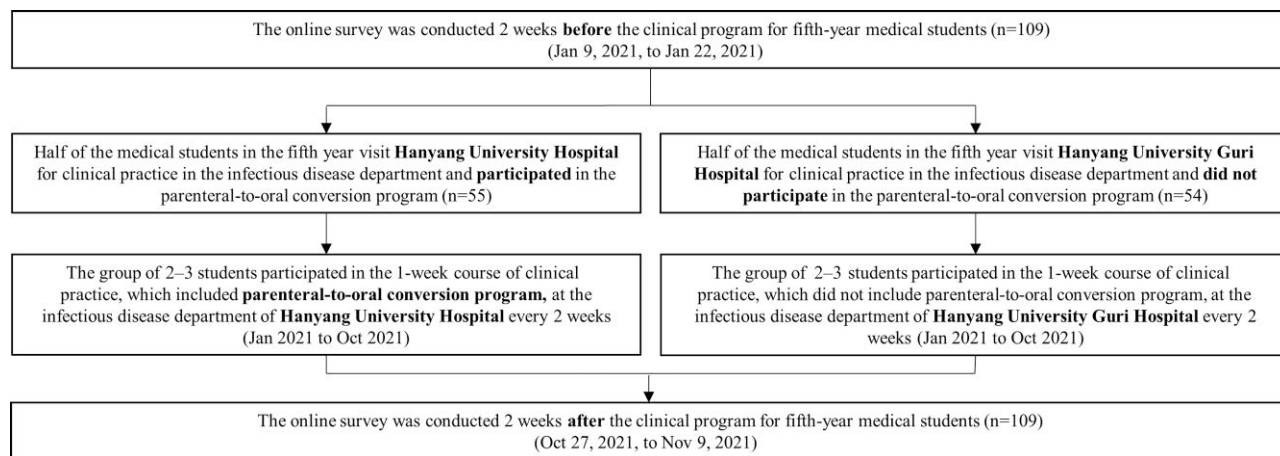 The online survey was conducted 2 weeks before the clinical program for fifth-year medical students (n=109)
(Jan 9, 2021, to Jan 22, 2021)
Half of the medical students in the fifth year visit Hanyang University Hospital
for clinical practice in the infectious disease department and participated in the
parenteral-to-oral conversion program (n=55)
Half of the medical students in the fifth year visit Hanyang University Guri
Hospital for clinical practice in the infectious disease department and did not
participate in the parenteral-to-oral conversion program (n=54)
The group of 2–3 students participated in the 1-week course of clinical
practice, which included parenteral-to-oral conversion program, at the
infectious disease department of Hanyang University Hospital every 2 weeks
(Jan 2021 to Oct 2021)
The group of 2–3 students participated in the 1-week course of clinical
practice, which did not include parenteral-to-oral conversion program, at the
infectious disease department of Hanyang University Guri Hospital every 2
weeks (Jan 2021 to Oct 2021)
The online survey was conducted 2 weeks after the clinical program for fifth-year medical students (n=109)
(Oct 27, 2021, to Nov 9, 2021)